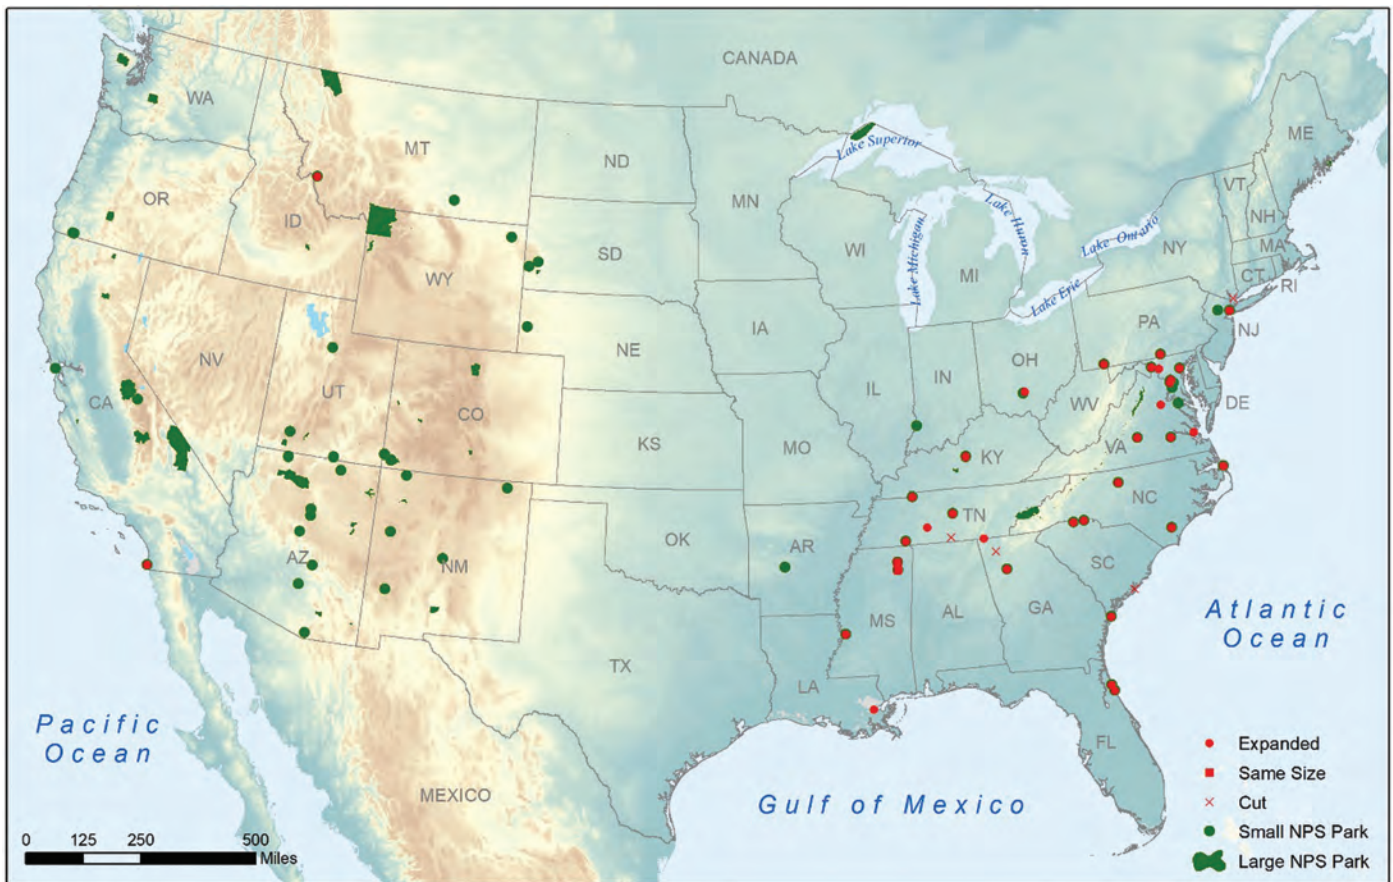 CANADA
WA
MT
ND
MN
Lake Superior
ME
VT
NH
OR
ID
SD
WI
Lake Michigan
MI
Lake Huron
Lake Ontario
NY
MA
CT
RI
WY
Lake Erie
IA
PA
NJ
NV
NE
IL
IN
OH
UT
CO
CA
KS
MO
WV
DE
VA
KY
NC
AZ
NM
OK
AR
TN
SC
MS
AL
GA
TX
LA
FL
Atlantic
Ocean
Pacific
Ocean
MEXICO
Gulf of Mexico
Expanded
Same Size
Cut
Small NPS Park
Large NPS Park
0 125 250 500
Miles